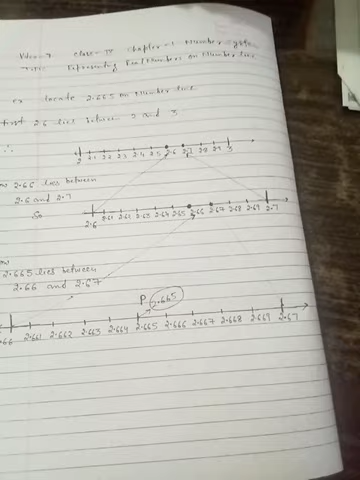 Video-7 Class-IX Chapter-1 Number System
Topic: Representing Real Numbers on Number line
ex locate 2.665 on Number line
first 2.6 lies between 2 and 3
∴
2 2.1 2.2 2.3 2.4 2.5 2.6 2.7 2.8 2.9 3
2.66 lies between
2.6 and 2.7
So
2.6 2.61 2.62 2.63 2.64 2.65 2.66 2.67 2.68 2.69 2.7
2.665 lies between
2.66 and 2.67
P 2.665
2.661 2.662 2.663 2.664 2.665 2.666 2.667 2.668 2.669 2.67